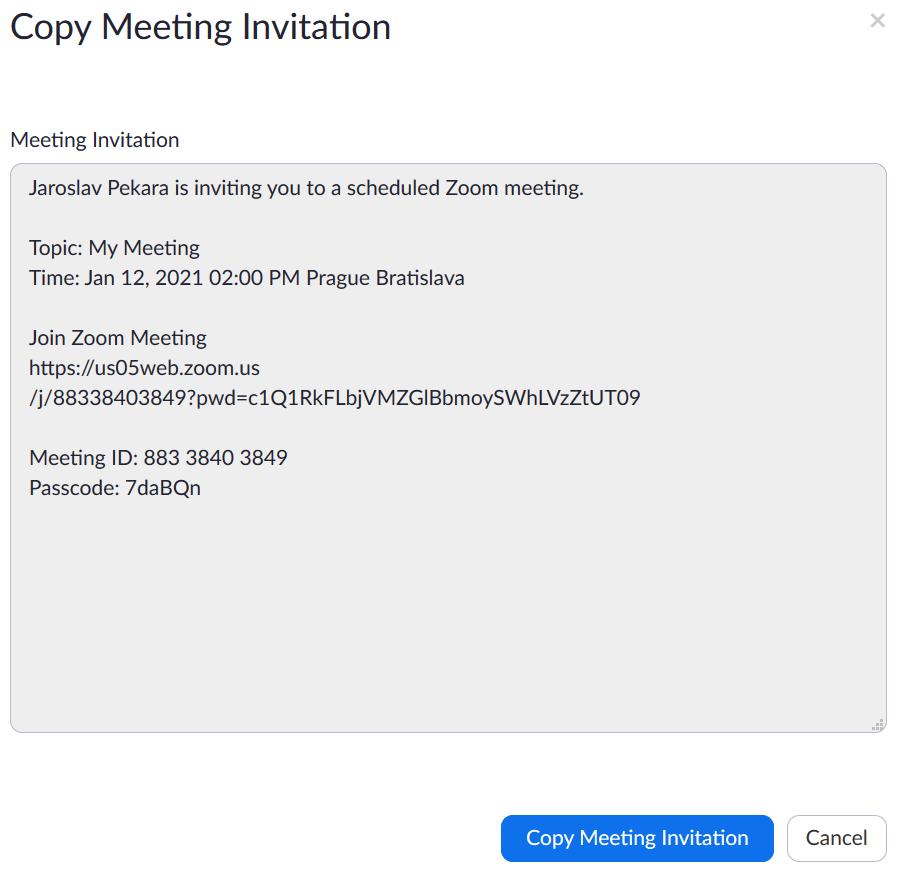 Copy Meeting Invitation
Meeting Invitation
Jaroslav Pekara is inviting you to a scheduled Zoom meeting.
Topic: My Meeting
Time: Jan 12, 2021 02:00 PM Prague Bratislava
Join Zoom Meeting
https://us05web.zoom.us
/j/88338403849?pwd=c1Q1RkFLbjVMZGlBbmoySWhLVzZtUT09
Meeting ID: 883 3840 3849
Passcode: 7daBQn
Copy Meeting Invitation
Cancel